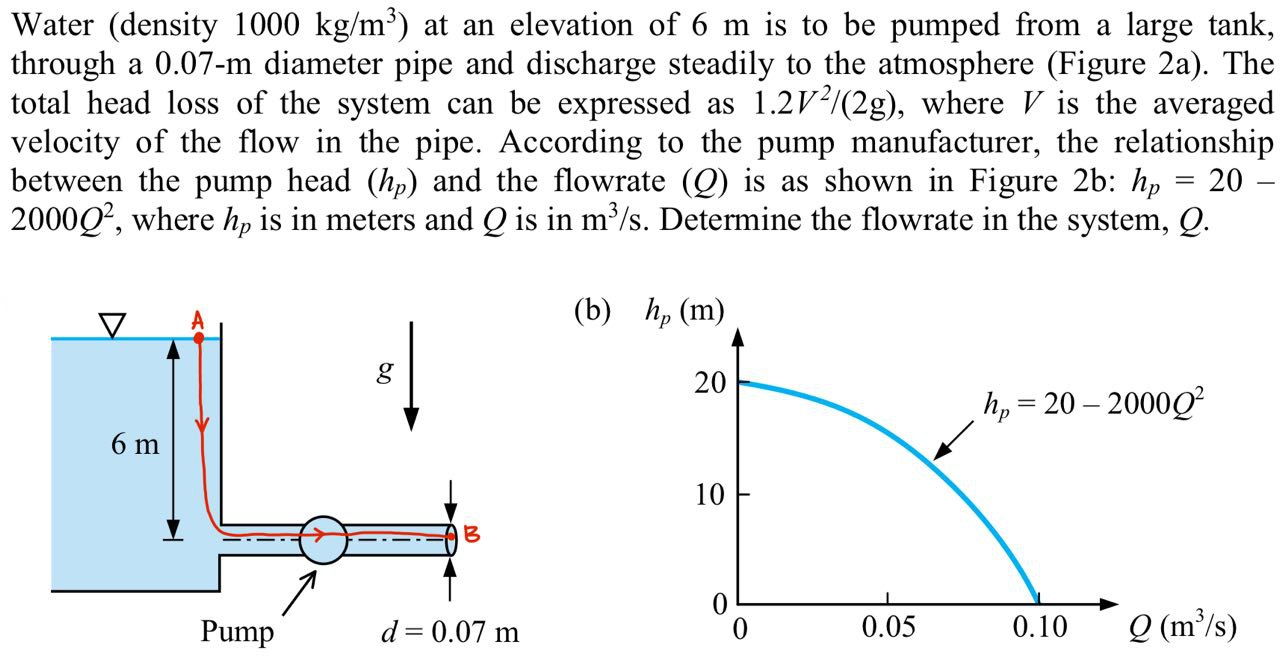 Water (density 1000 kg/m³) at an elevation of 6 m is to be pumped from a large tank,
through a 0.07-m diameter pipe and discharge steadily to the atmosphere (Figure 2a). The
total head loss of the system can be expressed as 1.2V²/(2g), where V is the averaged
velocity of the flow in the pipe. According to the pump manufacturer, the relationship
between the pump head (hₚ) and the flowrate (Q) is as shown in Figure 2b: hₚ = 20 –
2000Q², where hₚ is in meters and Q is in m³/s. Determine the flowrate in the system, Q.
A
g
6 m
B
Pump
d = 0.07 m
(b) hₚ (m)
20
hₚ = 20 – 2000Q²
10
0
0
0.05
0.10
Q (m³/s)